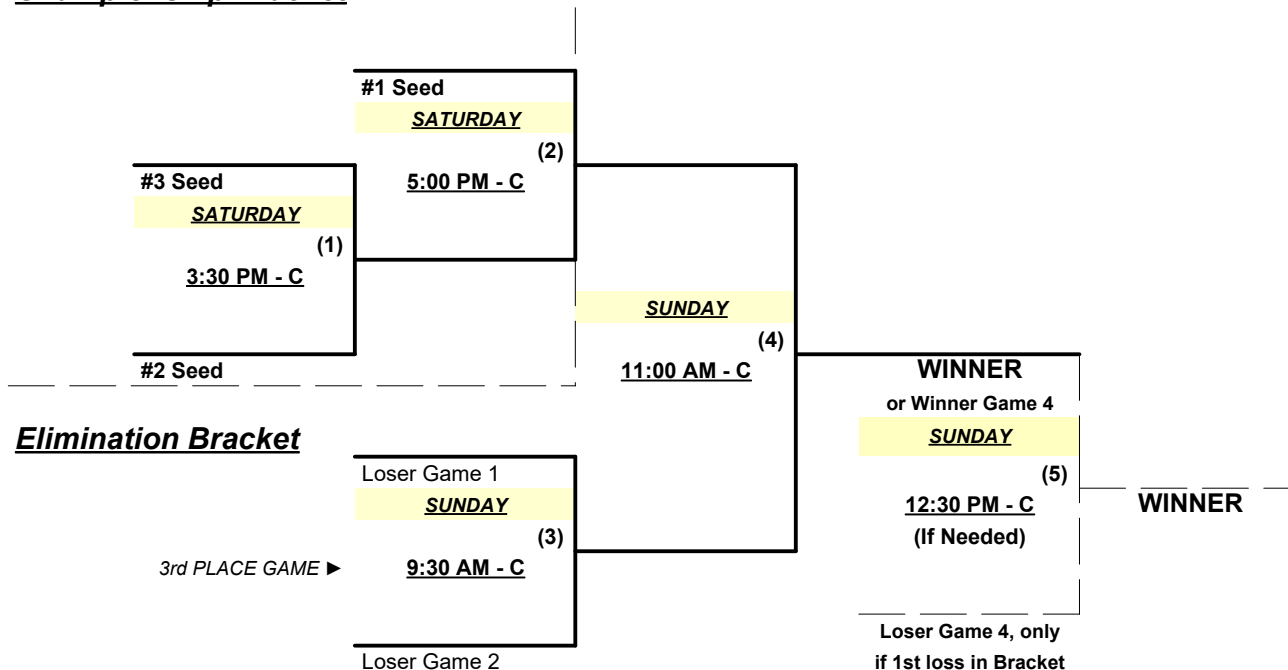 #1 Seed
SATURDAY
(2)
5:00 PM - C
#3 Seed
SATURDAY
(1)
3:30 PM - C
#2 Seed
SUNDAY
(4)
11:00 AM - C
WINNER
or Winner Game 4
SUNDAY
(5)
12:30 PM - C
(If Needed)
WINNER
Loser Game 4, only
if 1st loss in Bracket
Elimination Bracket
Loser Game 1
SUNDAY
(3)
3rd PLACE GAME ►
9:30 AM - C
Loser Game 2